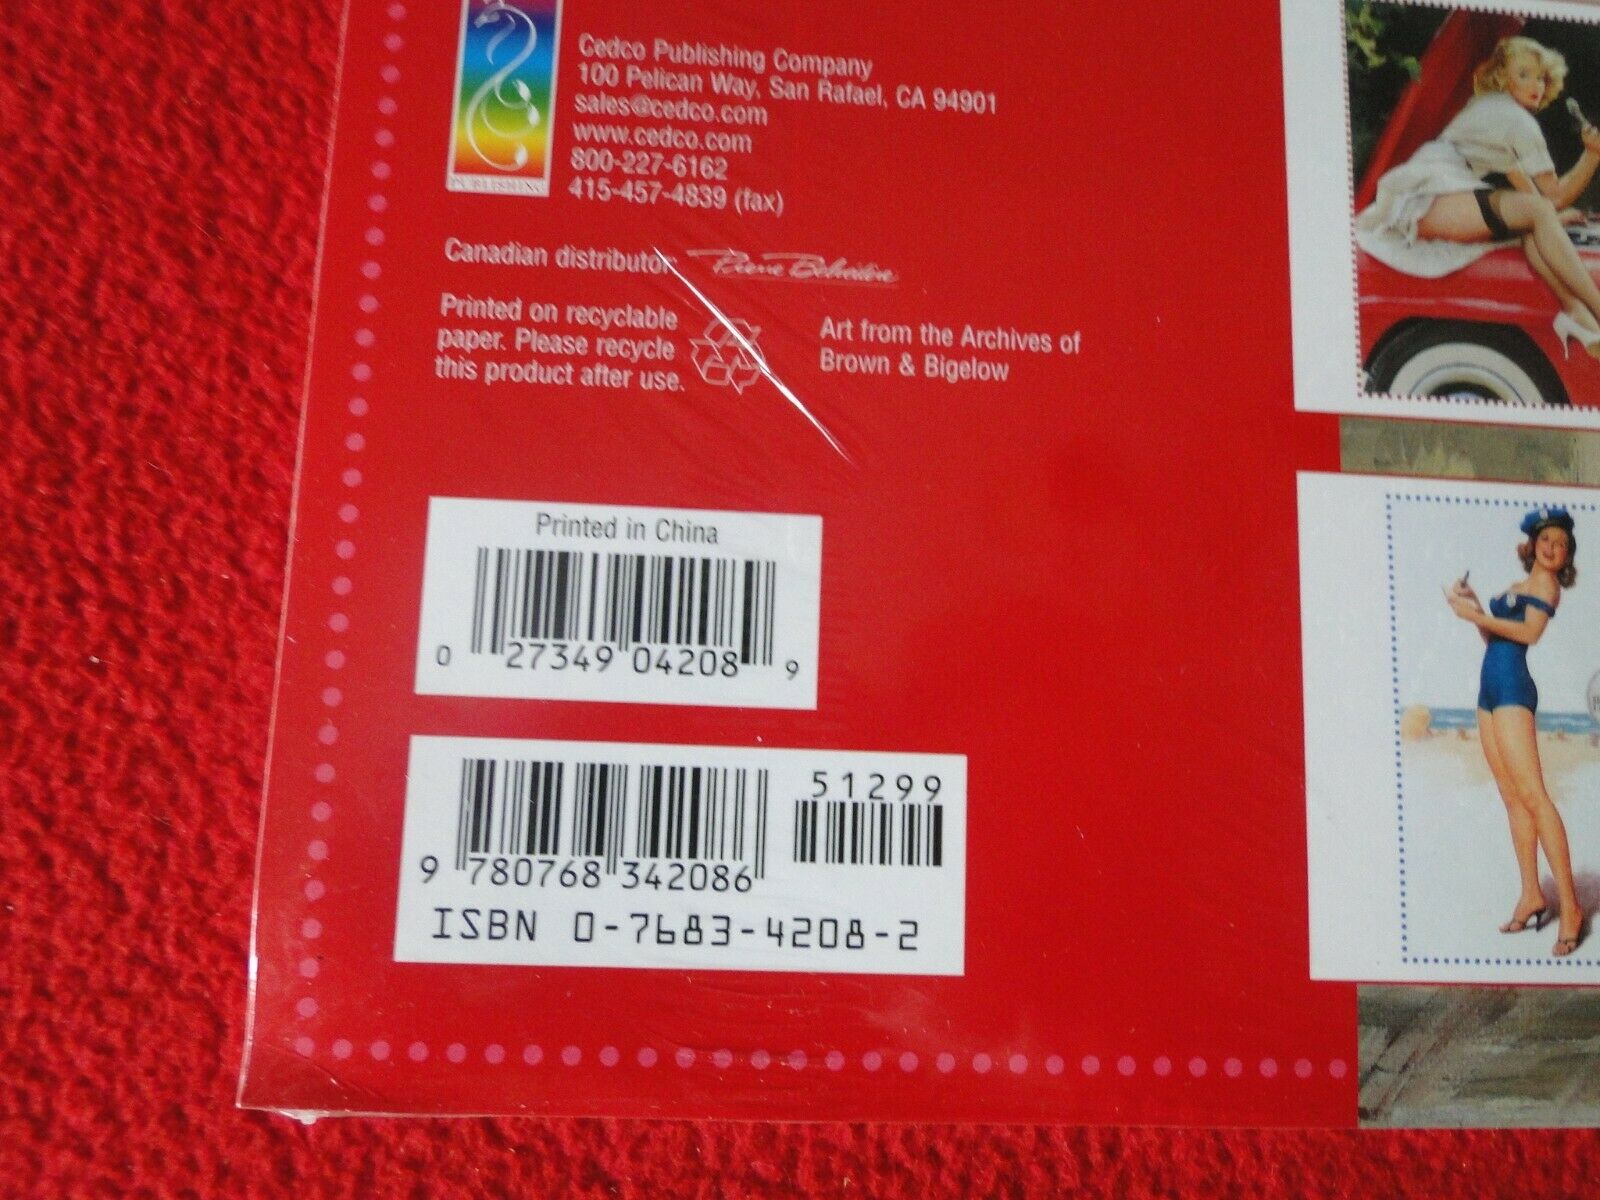 PUBLISHING
Cedco Publishing Company
100 Pelican Way, San Rafael, CA 94901
sales@cedco.com
www.cedco.com
800-227-6162
415-457-4839 (fax)
Canadian distributor: Pierre Belvédère
Printed on recyclable
paper. Please recycle
this product after use.
Art from the Archives of
Brown & Bigelow
Printed in China
0 27349 04208 9
51299
9 780768 342086
ISBN 0-7683-4208-2